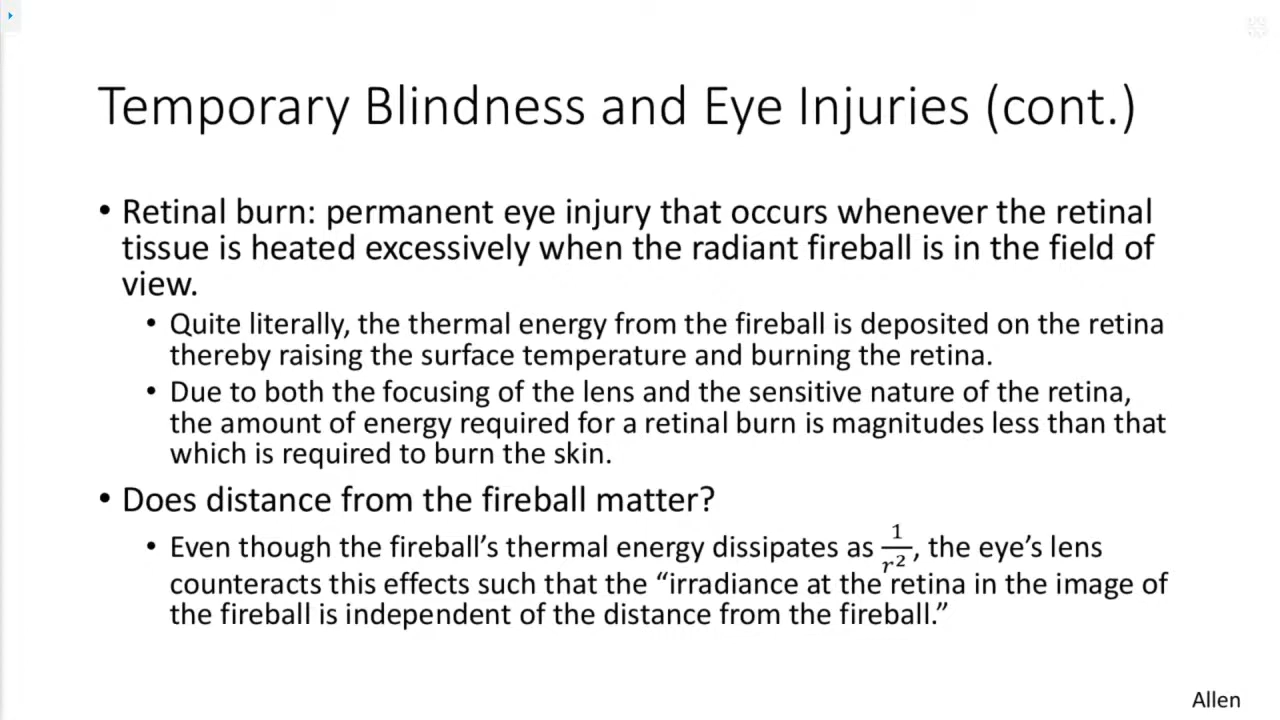 Temporary Blindness and Eye Injuries (cont.)
• Retinal burn: permanent eye injury that occurs whenever the retinal
tissue is heated excessively when the radiant fireball is in the field of
view.
• Quite literally, the thermal energy from the fireball is deposited on the retina
thereby raising the surface temperature and burning the retina.
• Due to both the focusing of the lens and the sensitive nature of the retina,
the amount of energy required for a retinal burn is magnitudes less than that
which is required to burn the skin.
• Does distance from the fireball matter?
• Even though the fireball’s thermal energy dissipates as 1/r², the eye’s lens
counteracts this effects such that the “irradiance at the retina in the image of
the fireball is independent of the distance from the fireball.”
Allen